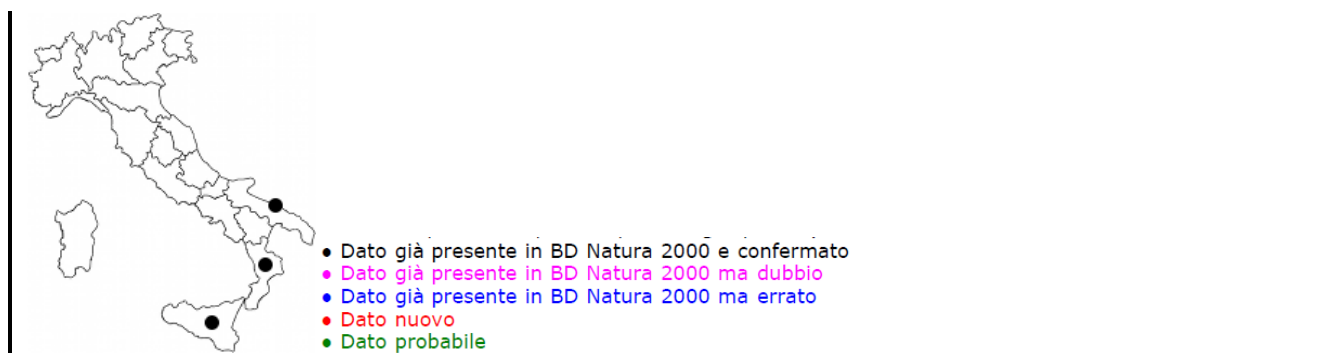 ● Dato già presente in BD Natura 2000 e confermato
● Dato già presente in BD Natura 2000 ma dubbio
● Dato già presente in BD Natura 2000 ma errato
● Dato nuovo
● Dato probabile